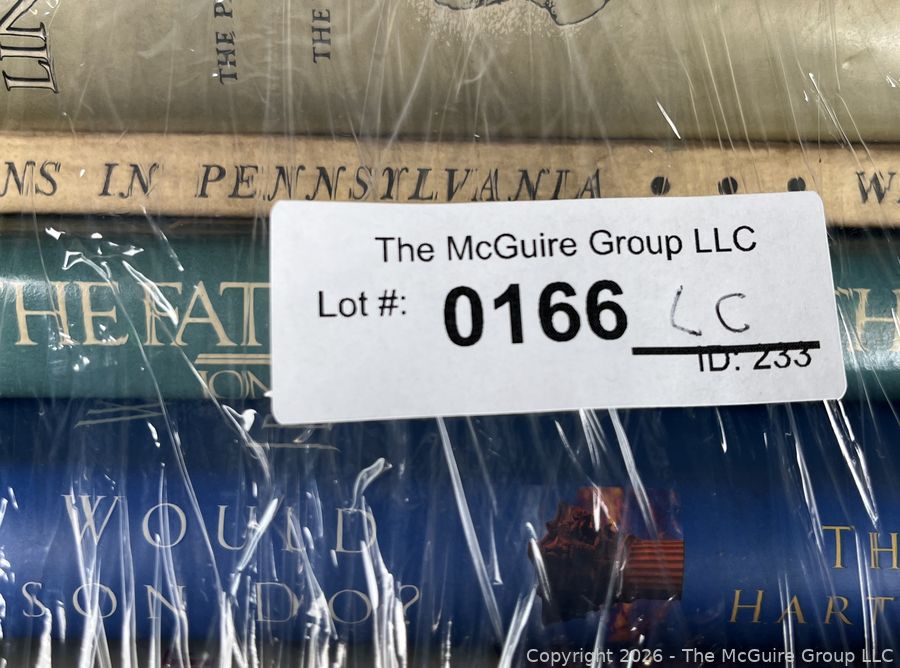 LIN
THE P
THE
NS IN PENNSYLVANIA • • • W
THE FAT
The McGuire Group LLC
Lot #: 0166 LC
ID: 233
WOULD
SON DO?
TH
HART
Copyright 2026 - The McGuire Group LLC